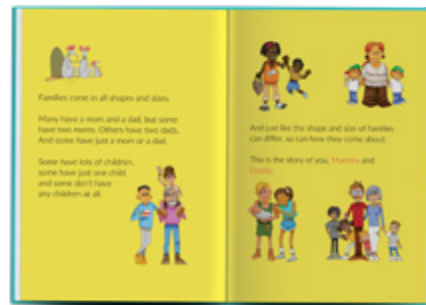 Families come in all shapes and sizes.
Many have a mom and a dad, but some
have two moms. Others have two dads.
And some have just a mom or a dad.
Some have lots of children,
some have just one child
and some don't have
any children at all.
And just like the shape and size of families
can differ, so can how they come about.
This is the story of you, Mummy and
Daddy.